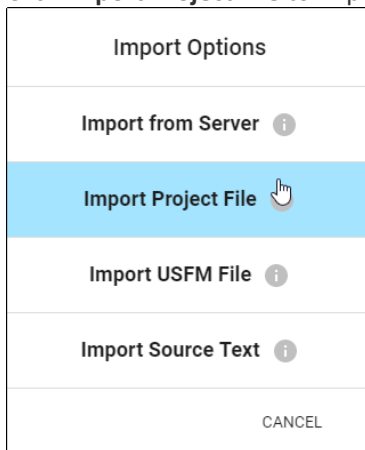 Import Options
Import from Server
Import Project File
Import USFM File
Import Source Text
CANCEL